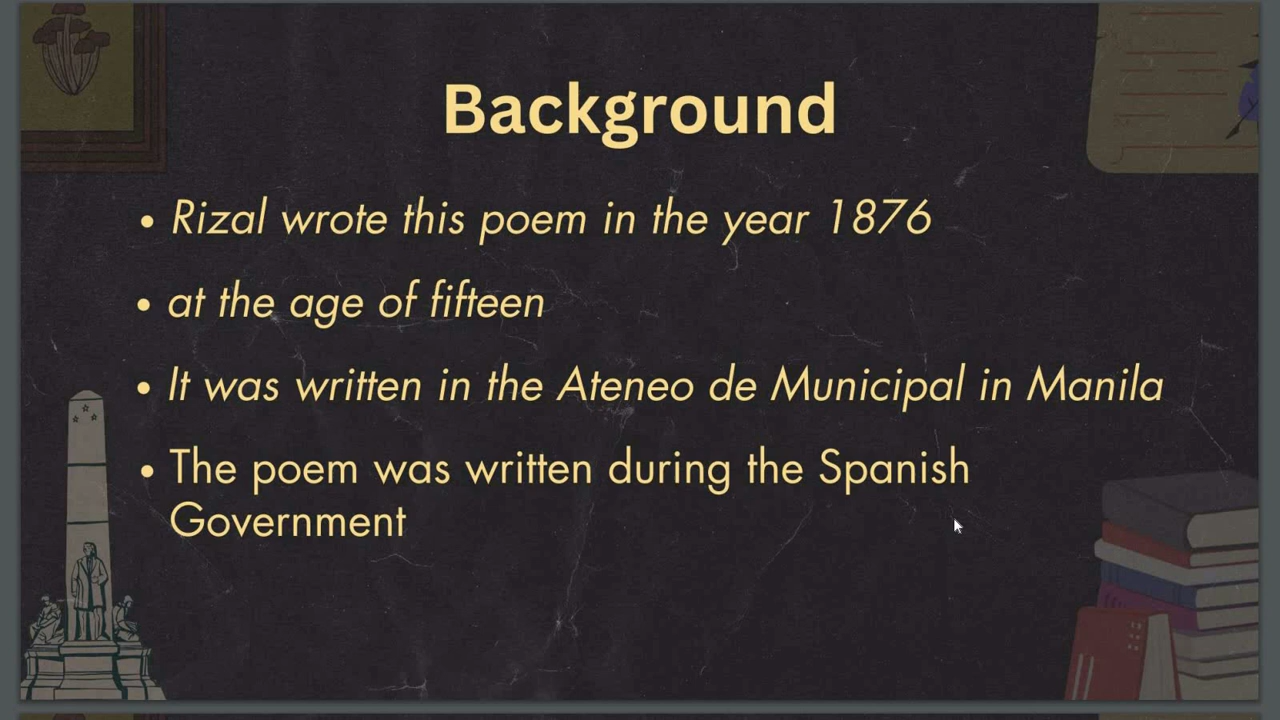 Background
• Rizal wrote this poem in the year 1876
• at the age of fifteen
• It was written in the Ateneo de Municipal in Manila
• The poem was written during the Spanish
Government